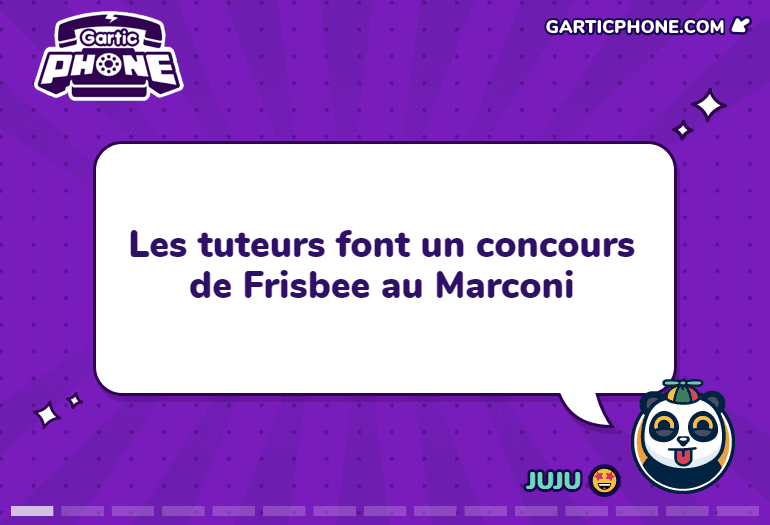 Gartic
PHONE
GARTICPHONE.COM
Les tuteurs font un concours
de Frisbee au Marconi
JUJU